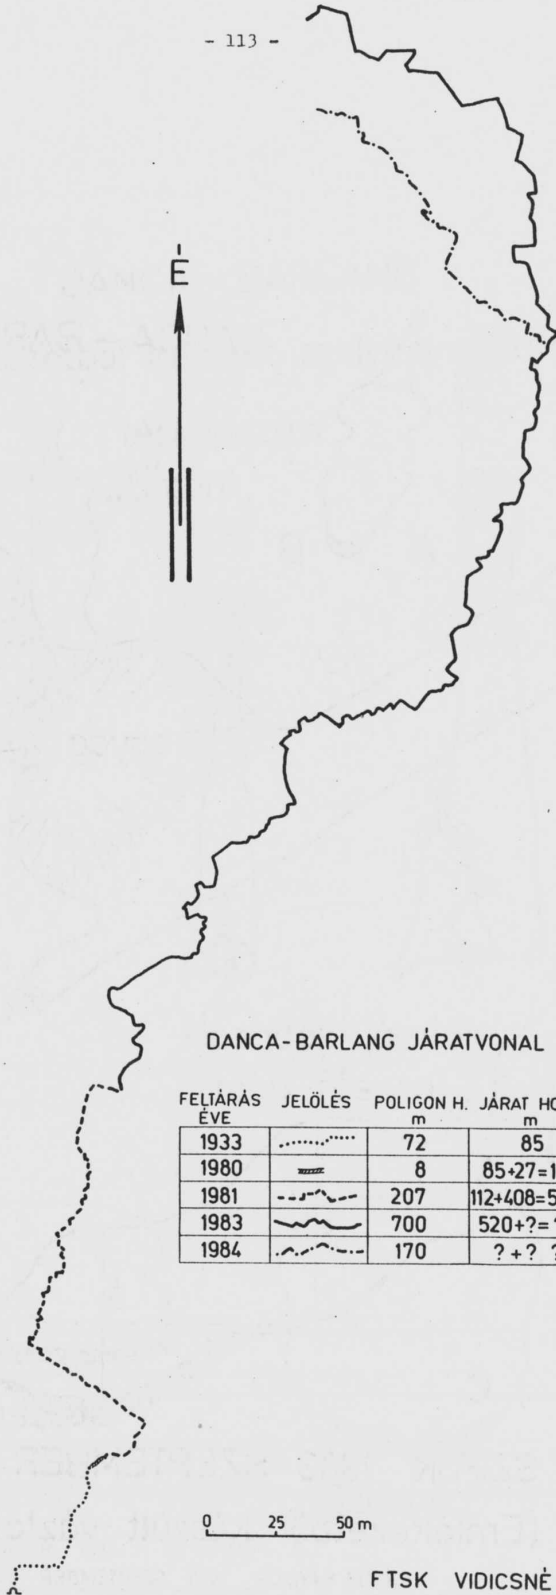 - 113 -
É
DANCA-BARLANG JÁRATVONAL
FELTÁRÁS ÉVE JELÖLÉS POLIGON H. m JÁRAT HO m
1933 72 85
1980 8 85+27=1
1981 207 112+408=5
1983 700 520+?=
1984 170 ? + ? ?
0 25 50 m
FTSK VIDICSNÉ